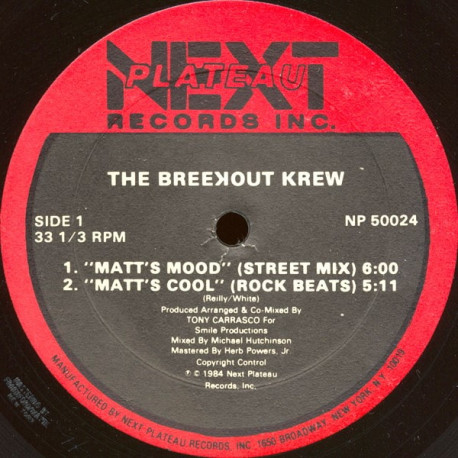 NEXT
PLATEAU
RECORDS INC.
THE BREEKOUT KREW
SIDE 1
33 1/3 RPM
NP 50024
1. "MATT'S MOOD" (STREET MIX) 6:00
2. "MATT'S COOL" (ROCK BEATS) 5:11
(Reilly/White)
Produced Arranged & Co-Mixed By
TONY CARRASCO For
Smile Productions
Mixed By Michael Hutchinson
Mastered By Herb Powers, Jr
Copyright Control
℗ © 1984 Next Plateau
Records, Inc.
MANUFACTURED BY NEXT PLATEAU RECORDS, INC. 1650 BROADWAY, NEW YORK, N.Y. 10019